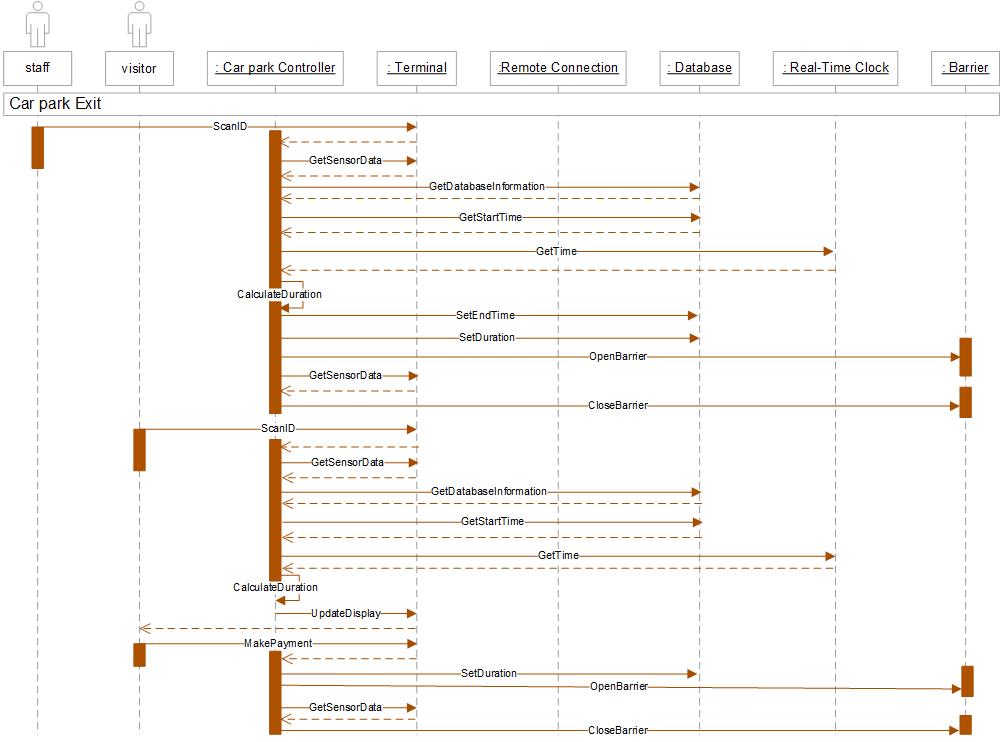 staff
visitor
: Car park Controller
: Terminal
:Remote Connection
: Database
: Real-Time Clock
: Barrier
Car park Exit
ScanID
GetSensorData
GetDatabaseInformation
GetStartTime
GetTime
CalculateDuration
SetEndTime
SetDuration
OpenBarrier
GetSensorData
CloseBarrier
ScanID
GetSensorData
GetDatabaseInformation
GetStartTime
GetTime
CalculateDuration
UpdateDisplay
MakePayment
SetDuration
OpenBarrier
GetSensorData
CloseBarrier